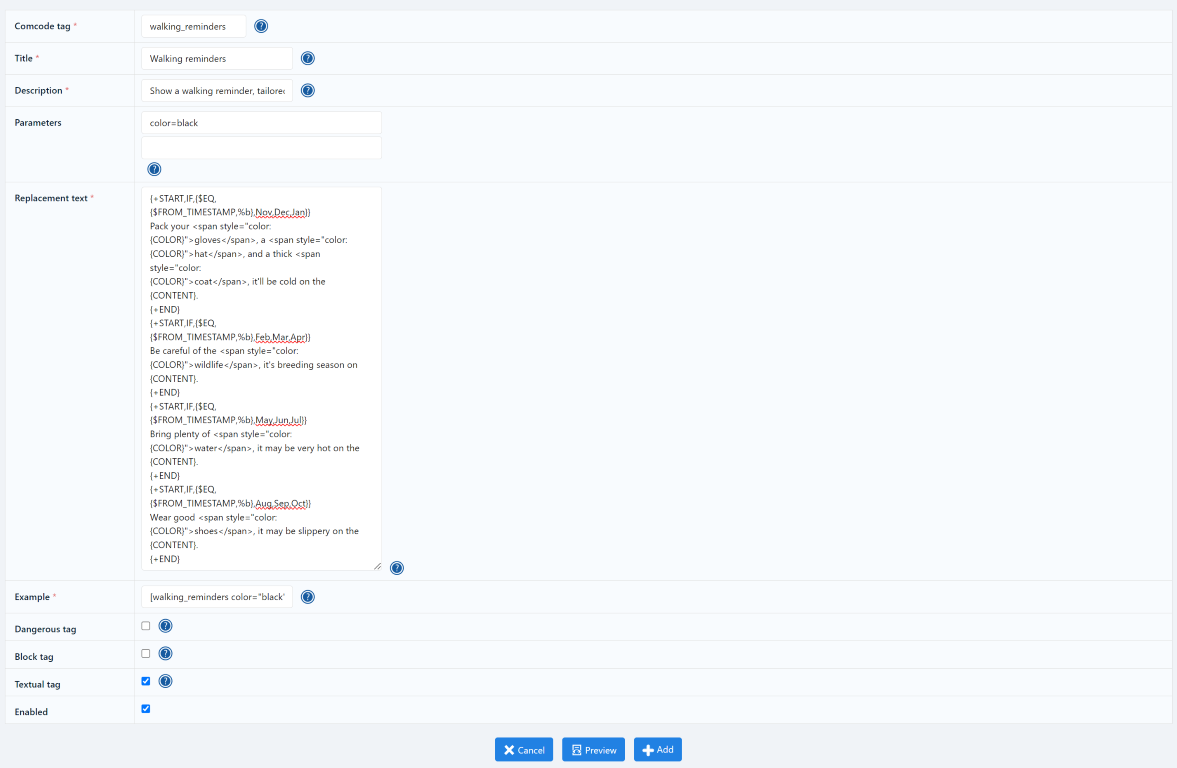 Comcode tag *
walking_reminders
Title *
Walking reminders
Description *
Show a walking reminder, tailored
Parameters
color=black
Replacement text *
{+START,IF,{$EQ,
{$FROM_TIMESTAMP,%b},Nov,Dec,Jan}}
Pack your <span style="color:
{COLOR}">gloves</span>, a <span style="color:
{COLOR}">hat</span>, and a thick <span
style="color:
{COLOR}">coat</span>, it'll be cold on the
{CONTENT}.
{+END}
{+START,IF,{$EQ,
{$FROM_TIMESTAMP,%b},Feb,Mar,Apr}}
Be careful of the <span style="color:
{COLOR}">wildlife</span>, it's breeding season on
{CONTENT}.
{+END}
{+START,IF,{$EQ,
{$FROM_TIMESTAMP,%b},May,Jun,Jul}}
Bring plenty of <span style="color:
{COLOR}">water</span>, it may be very hot on the
{CONTENT}.
{+END}
{+START,IF,{$EQ,
{$FROM_TIMESTAMP,%b},Aug,Sep,Oct}}
Wear good <span style="color:
{COLOR}">shoes</span>, it may be slippery on the
{CONTENT}.
{+END}
Example *
[walking_reminders color="black"
Dangerous tag
Block tag
Textual tag
Enabled
Cancel
Preview
Add